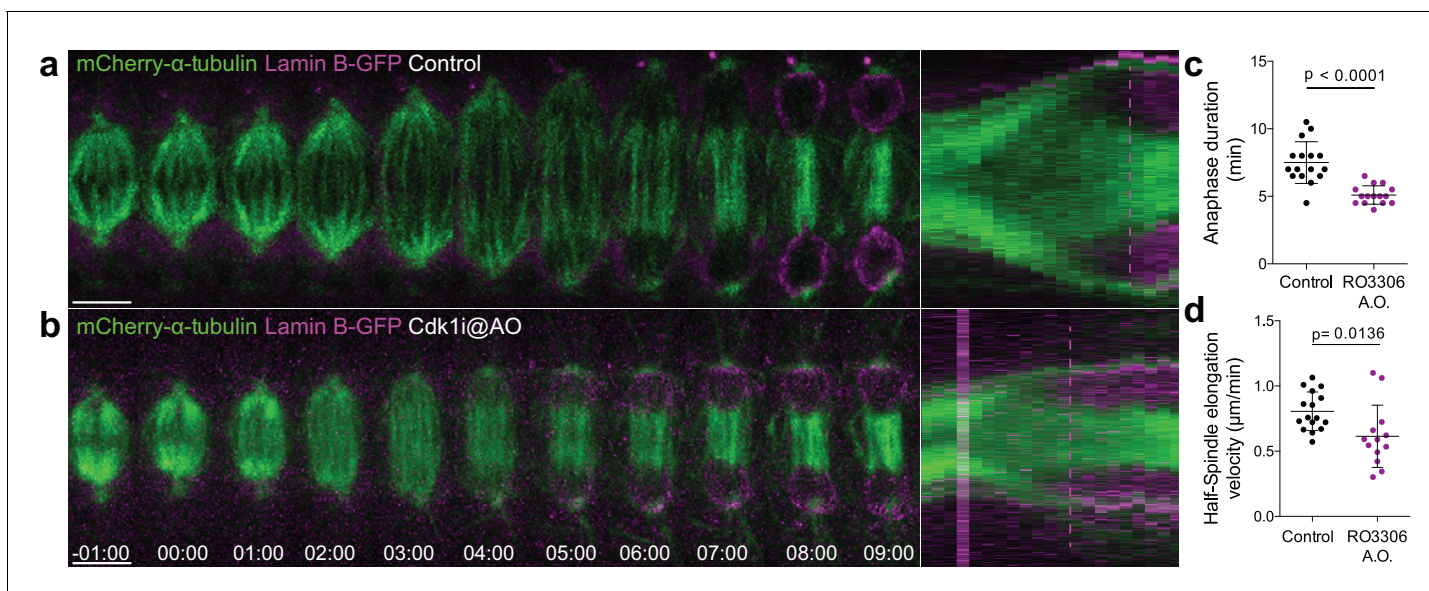 a
mCherry-α-tubulin Lamin B-GFP Control
b
mCherry-α-tubulin Lamin B-GFP Cdk1i@AO
-01:00 00:00 01:00 02:00 03:00 04:00 05:00 06:00 07:00 08:00 09:00
c
15
p < 0.0001
10
5
0
Anaphase duration
(min)
Control
RO3306
A.O.
d
1.5
p= 0.0136
1.0
0.5
0.0
Half-Spindle elongation
velocity (µm/min)
Control
RO3306
A.O.